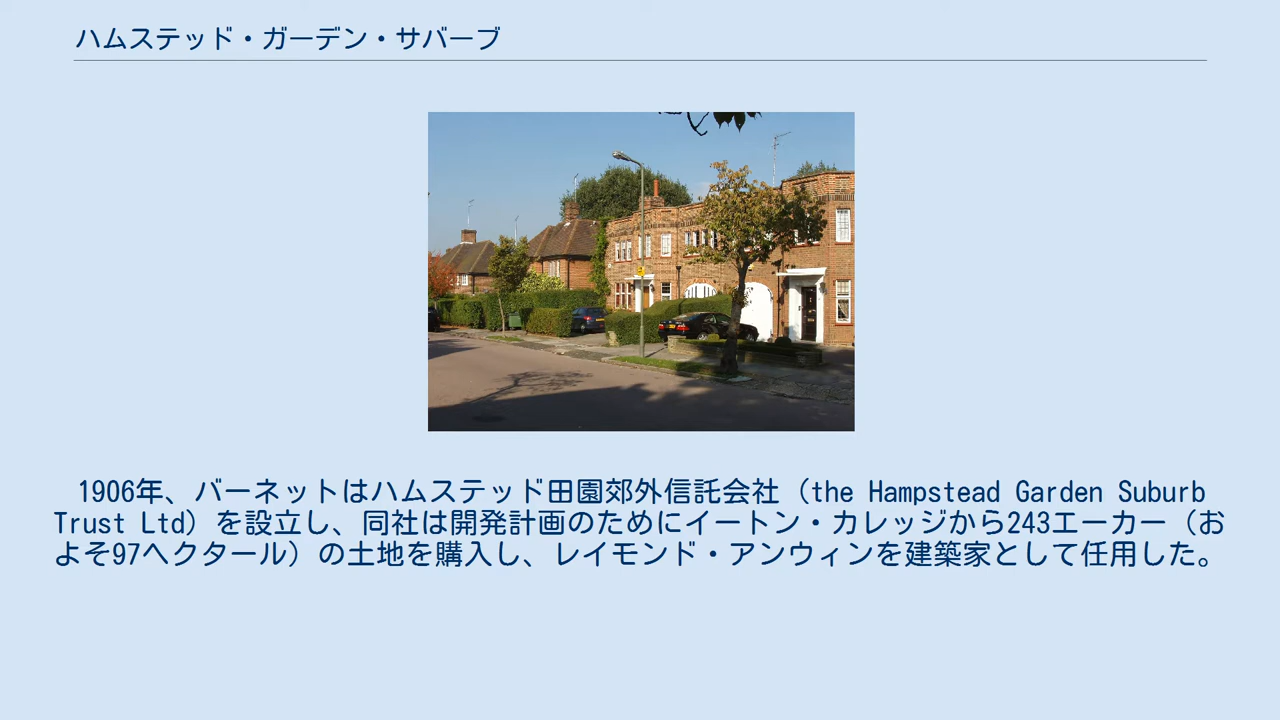 ハムステッド・ガーデン・サバーブ
1906年、バーネットはハムステッド田園郊外信託会社（the Hampstead Garden Suburb
Trust Ltd）を設立し、同社は開発計画のためにイートン・カレッジから243エーカー（お
よそ97ヘクタール）の土地を購入し、レイモンド・アンウィンを建築家として任用した。